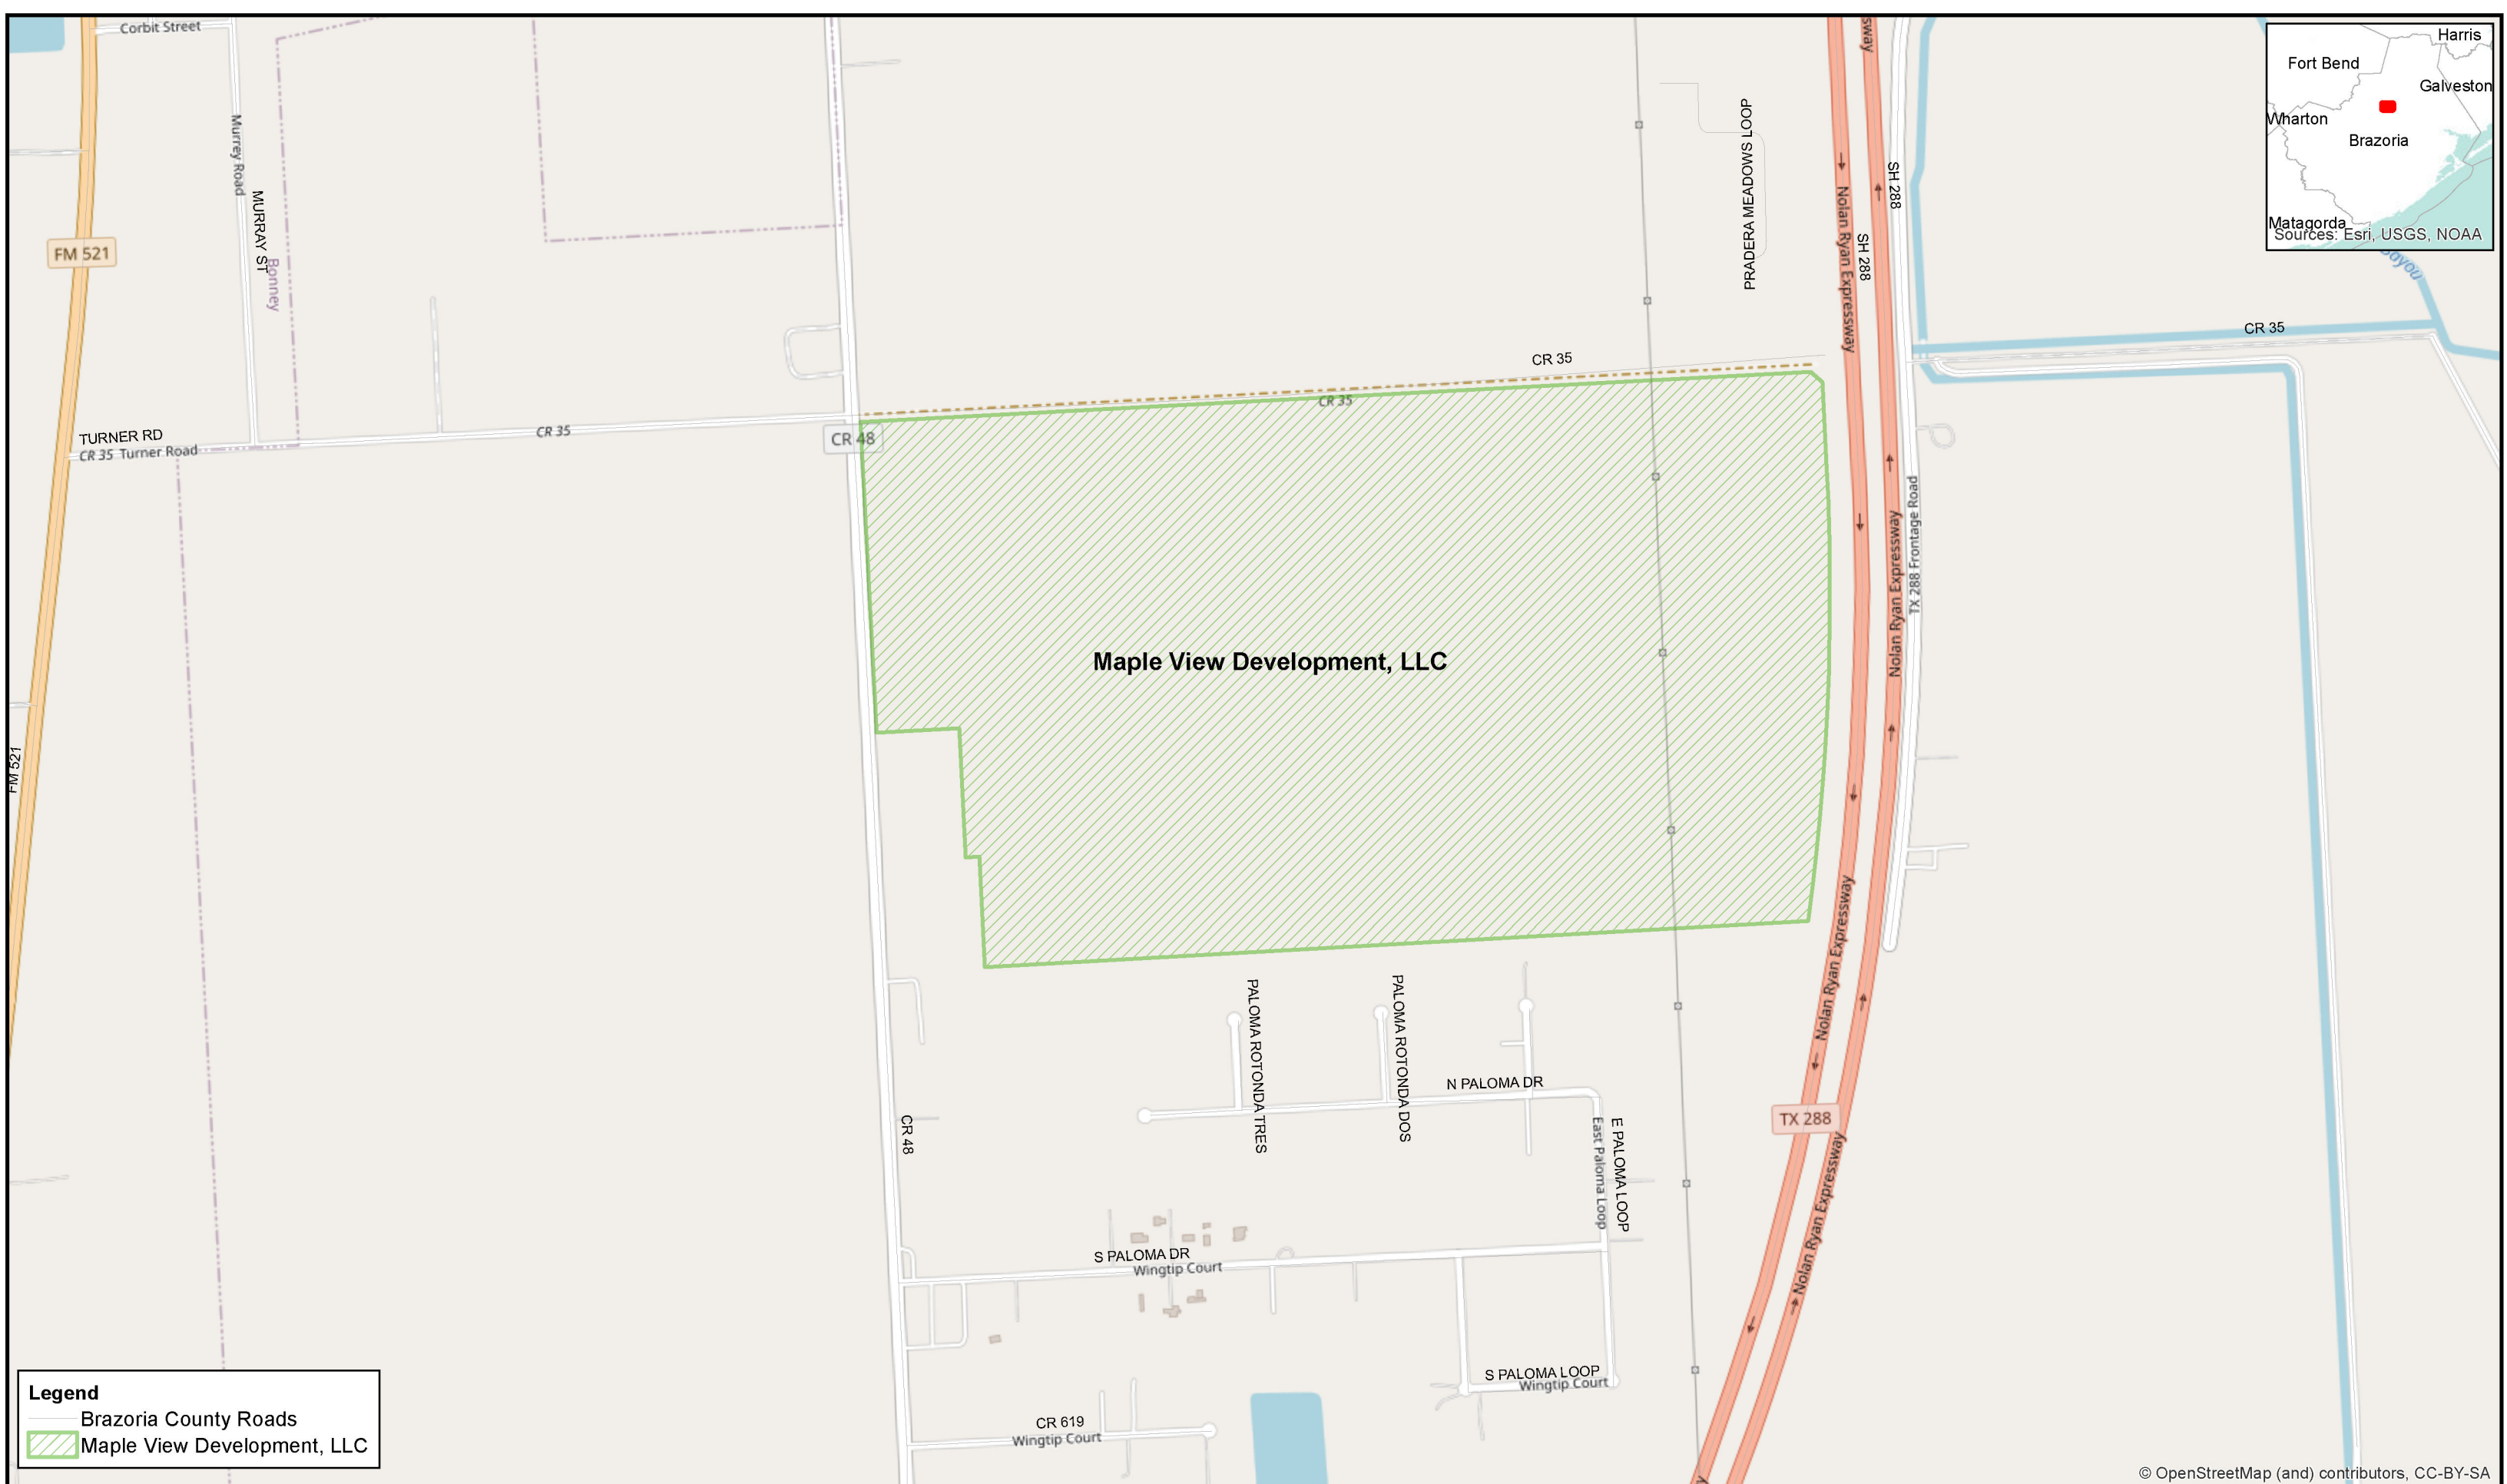 Corbit Street
sway
Harris
Fort Bend
Galveston
Wharton
Brazoria
Matagorda
Sources: Esri, USGS, NOAA
Bayou
Murrey Road
MURRAY ST
Bonney
FM 521
PRADERA MEADOWS LOOP
Nolan Ryan Expressway
SH 288
SH 288
CR 35
CR 35
CR 35
CR 35
TURNER RD
CR 35 Turner Road
CR 48
Nolan Ryan Expressway
TX 288 Frontage Road
Maple View Development, LLC
FM 521
Nolan Ryan Expressway
PALOMA ROTONDA TRES
PALOMA ROTONDA DOS
N PALOMA DR
E PALOMA LOOP
East Paloma Loop
CR 48
TX 288
Nolan Ryan Expressway
S PALOMA DR
Wingtip Court
S PALOMA LOOP
Wingtip Court
CR 619
Wingtip Court
Legend
Brazoria County Roads
Maple View Development, LLC
© OpenStreetMap (and) contributors, CC-BY-SA